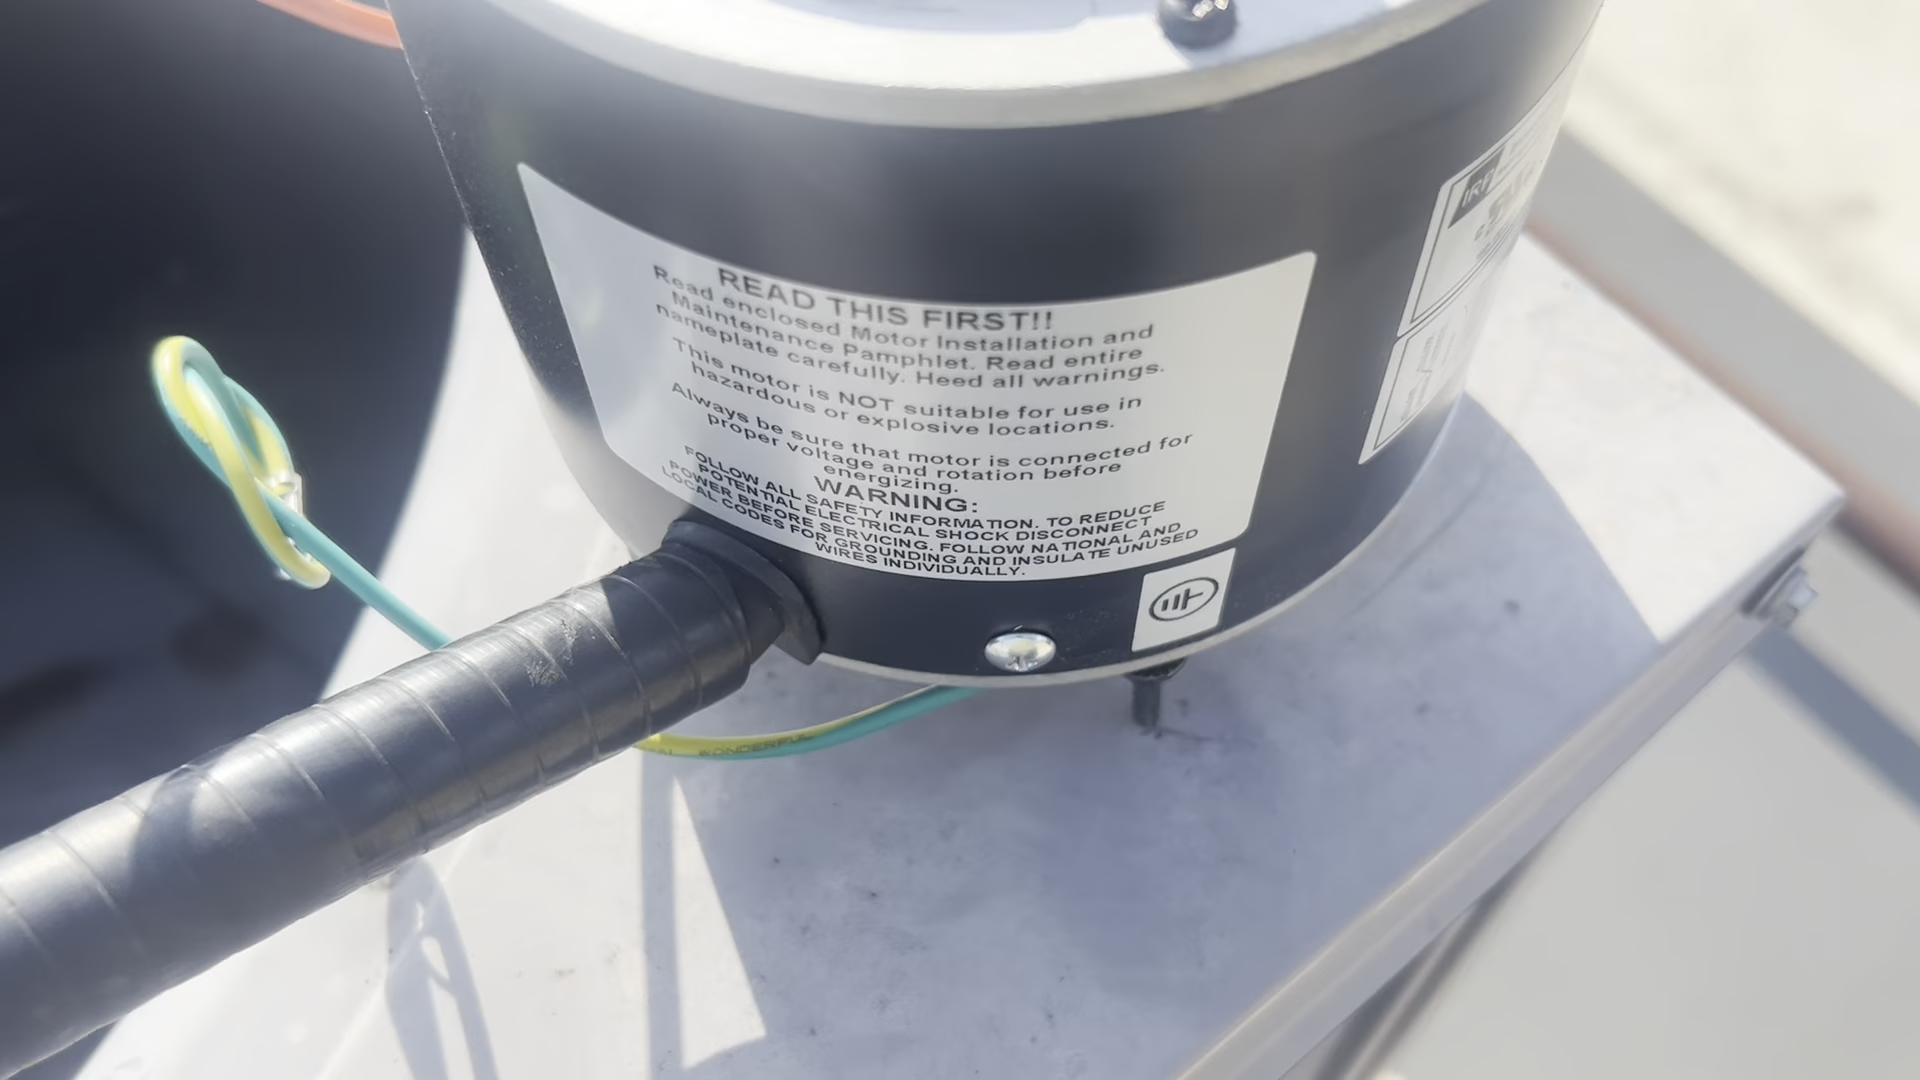 READ THIS FIRST!!
Read enclosed Motor Installation and
Maintenance Pamphlet. Read entire
nameplate carefully. Heed all warnings.
This motor is NOT suitable for use in
hazardous or explosive locations.
Always be sure that motor is connected for
proper voltage and rotation before
energizing.
WARNING:
FOLLOW ALL SAFETY INFORMATION. TO REDUCE
POTENTIAL ELECTRICAL SHOCK DISCONNECT
POWER BEFORE SERVICING. FOLLOW NATIONAL AND
LOCAL CODES FOR GROUNDING AND INSULATE UNUSED
WIRES INDIVIDUALLY.
WONDERFUL